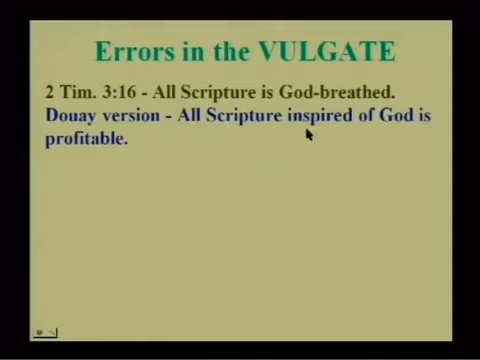 Errors in the VULGATE
2 Tim. 3:16 - All Scripture is God-breathed.
Douay version - All Scripture inspired of God is
profitable.